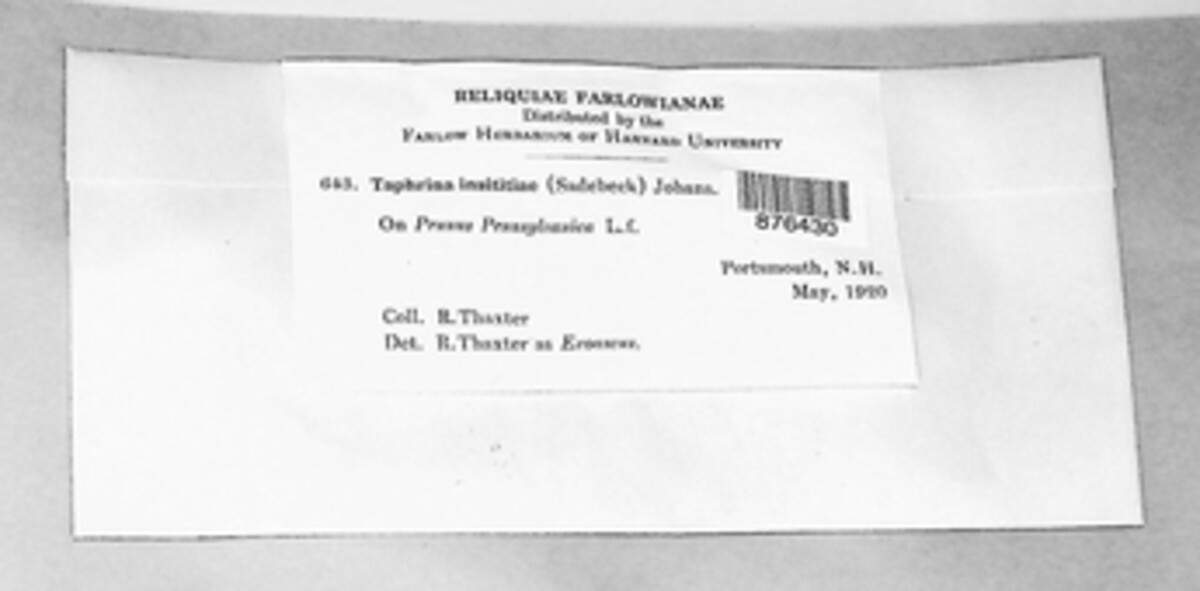 RELIQUIAE FARLOWIANAE
Distributed by the
FARLOW HERBARIUM OF HARVARD UNIVERSITY
643. Taphrina insititiae (Sadebeck) Johans.
876430
On Prunus Pennsylvanica L.f.
Portsmouth, N.H.
May, 1920
Coll. R. Thaxter
Det. R. Thaxter as Exoascus.